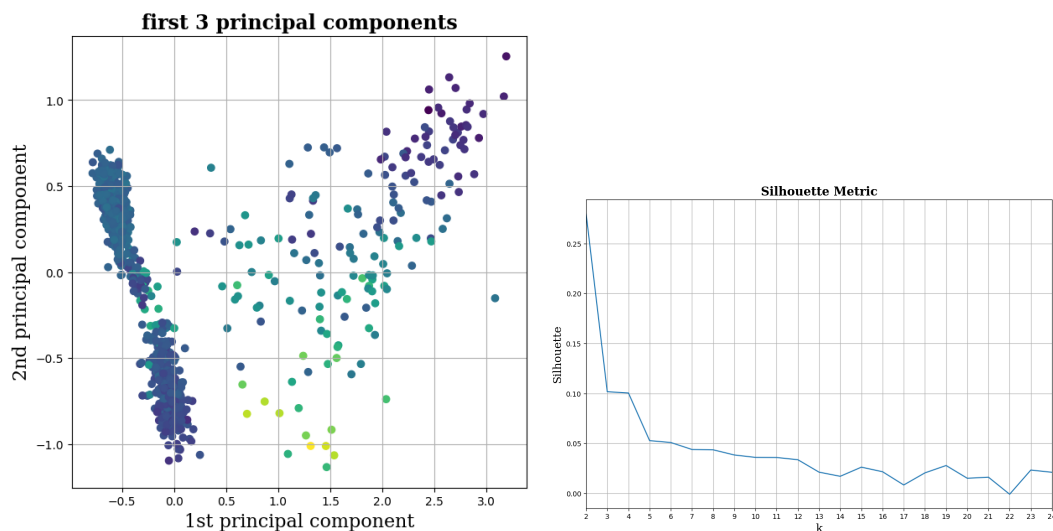 first 3 principal components
2nd principal component
1.0
0.5
0.0
−0.5
−1.0
−0.5
0.0
0.5
1.0
1.5
2.0
2.5
3.0
1st principal component
Silhouette Metric
Silhouette
0.25
0.20
0.15
0.10
0.05
0.00
2 3 4 5 6 7 8 9 10 11 12 13 14 15 16 17 18 19 20 21 22 23 24
k